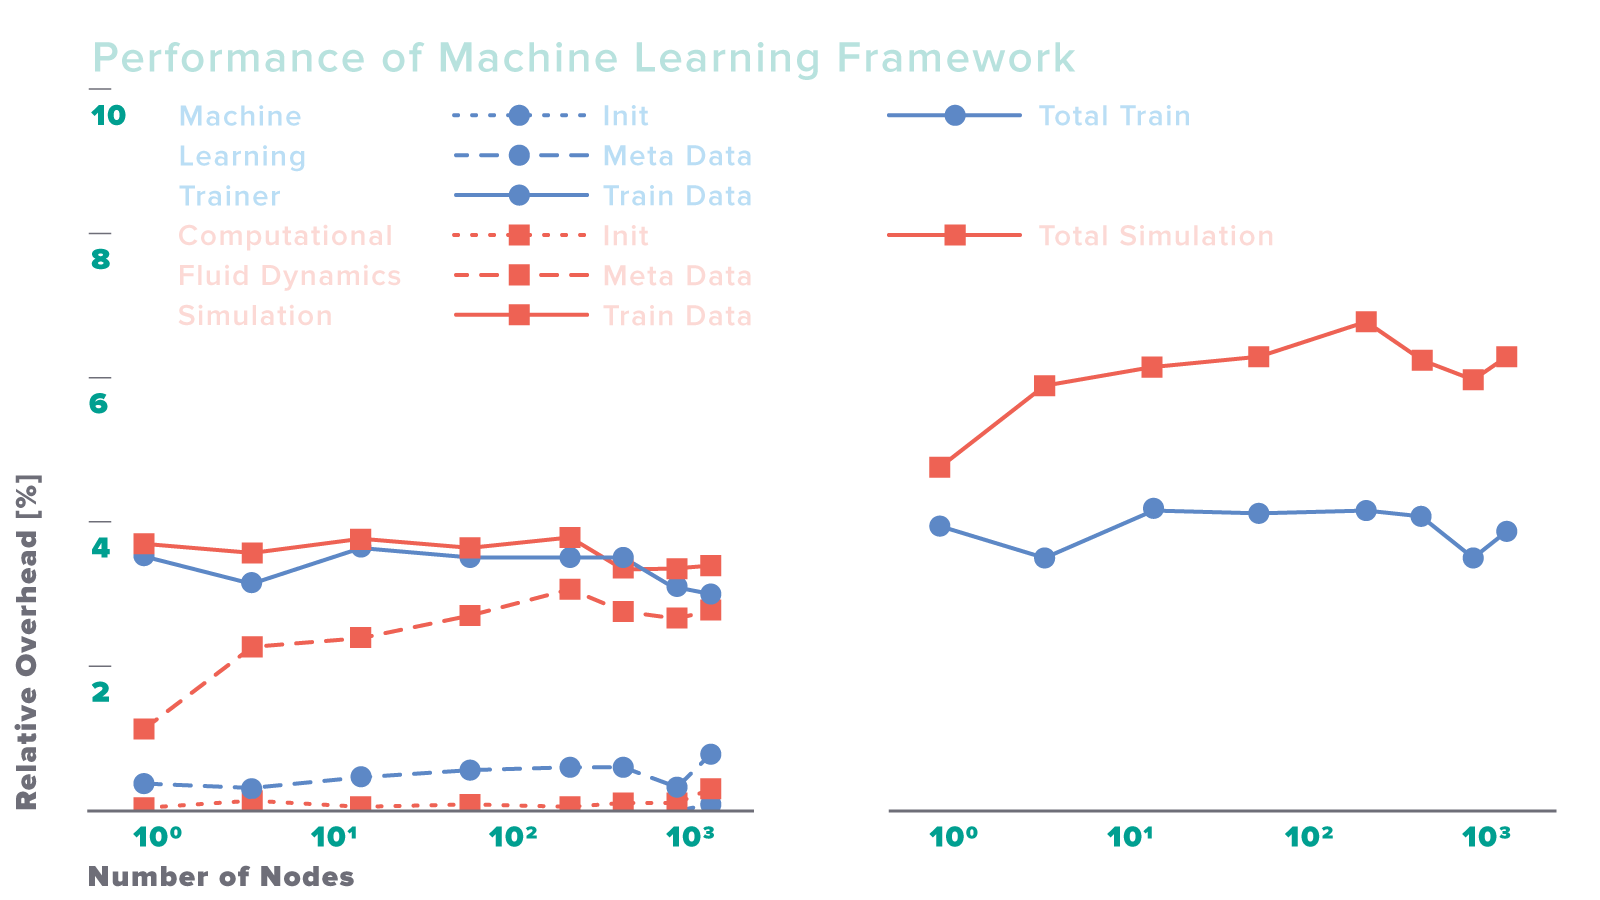 Performance of Machine Learning Framework
10
Machine Init Total Train
Learning Meta Data
Trainer Train Data
Computational Init Total Simulation
8
Fluid Dynamics Meta Data
Simulation Train Data
6
4
2
Relative Overhead [%]
10⁰ 10¹ 10² 10³ 10⁰ 10¹ 10² 10³
Number of Nodes